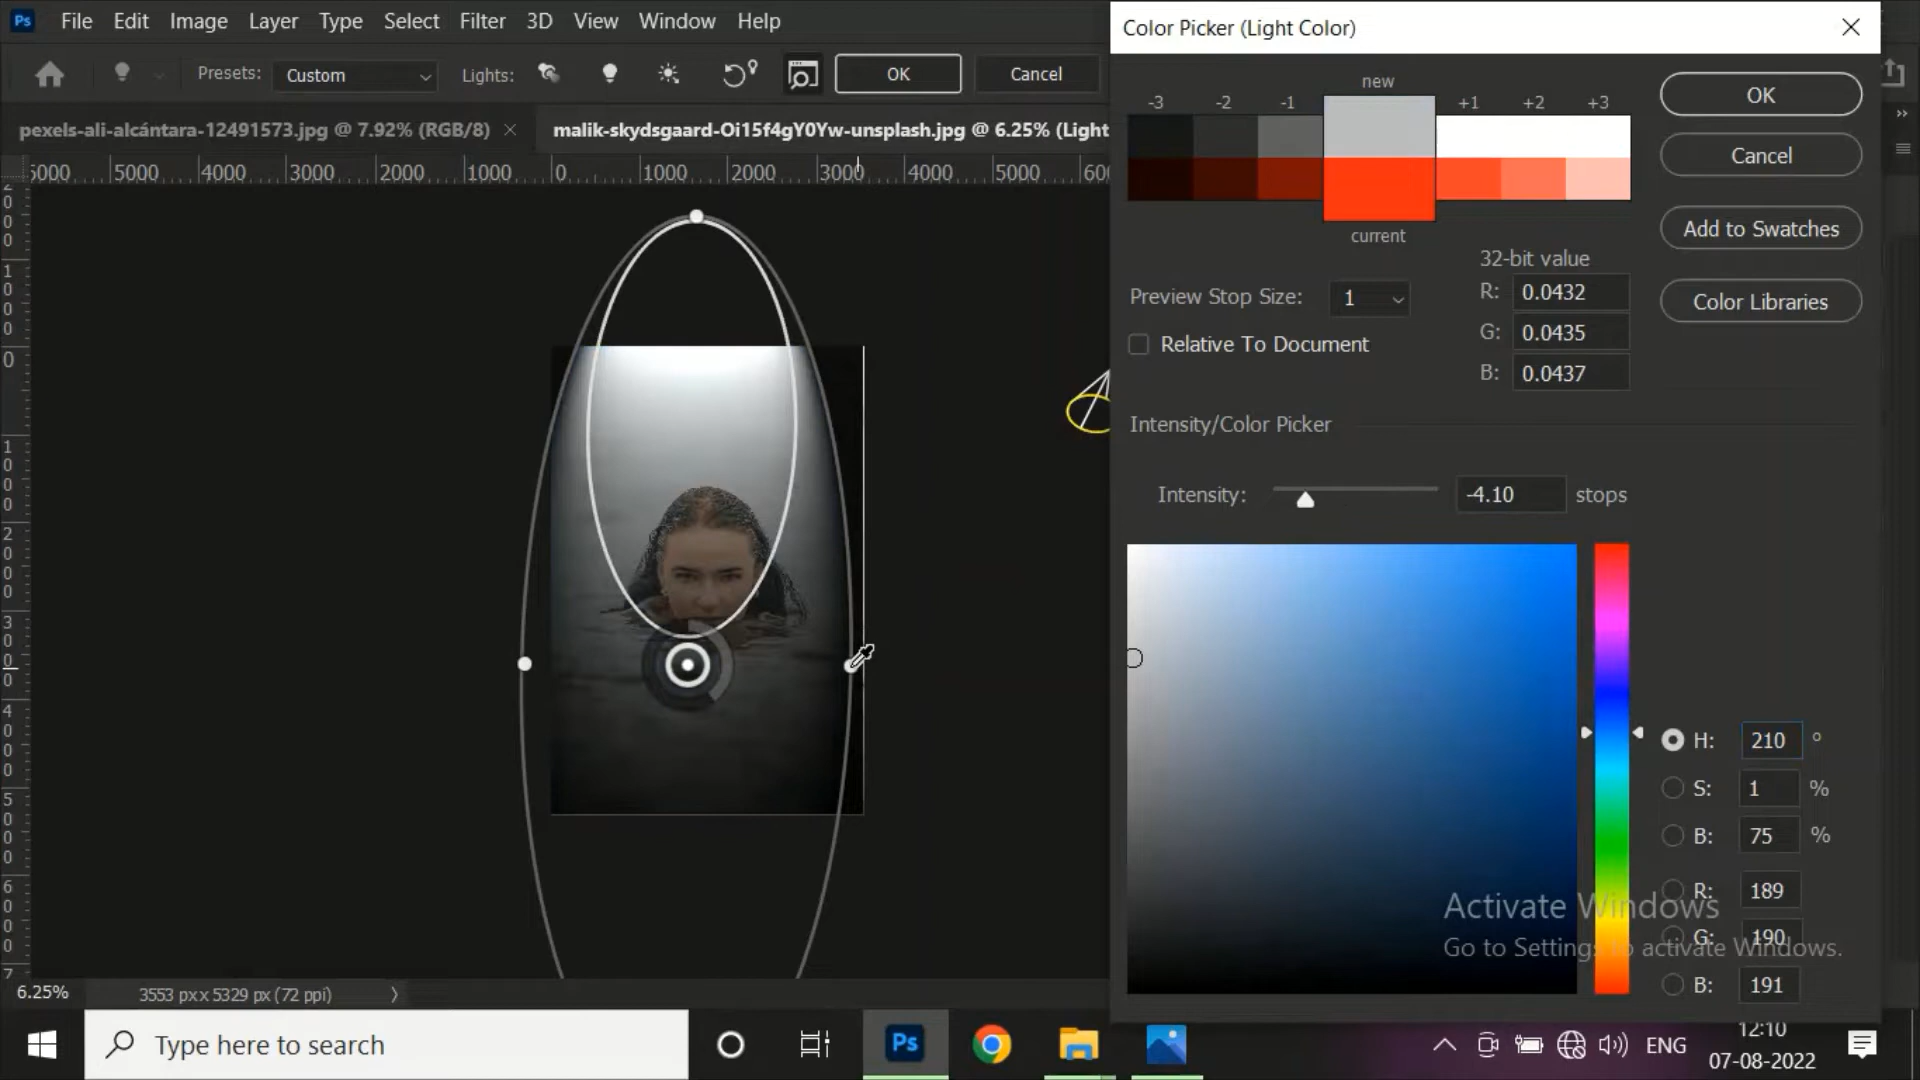 Ps File Edit Image Layer Type Select Filter 3D View Window Help
Presets: Custom Lights: OK Cancel
pexels-ali-alcántara-12491573.jpg @ 7.92% (RGB/8) malik-skydsgaard-Oi15f4gY0Yw-unsplash.jpg @ 6.25% (Light
5000 5000 4000 3000 2000 1000 0 1000 2000 3000 4000 5000 600
Color Picker (Light Color)
new
-3 -2 -1 +1 +2 +3
current
OK
Cancel
Add to Swatches
Color Libraries
32-bit value
Preview Stop Size: 1
R: 0.0432
Relative To Document
G: 0.0435
B: 0.0437
Intensity/Color Picker
Intensity: -4.10 stops
H: 210 °
S: 1 %
B: 75 %
R: 189
G: 190
B: 191
Activate Windows
Go to Settings to activate Windows.
6.25% 3553 px x 5329 px (72 ppi)
Type here to search
Ps
ENG
12:10
07-08-2022